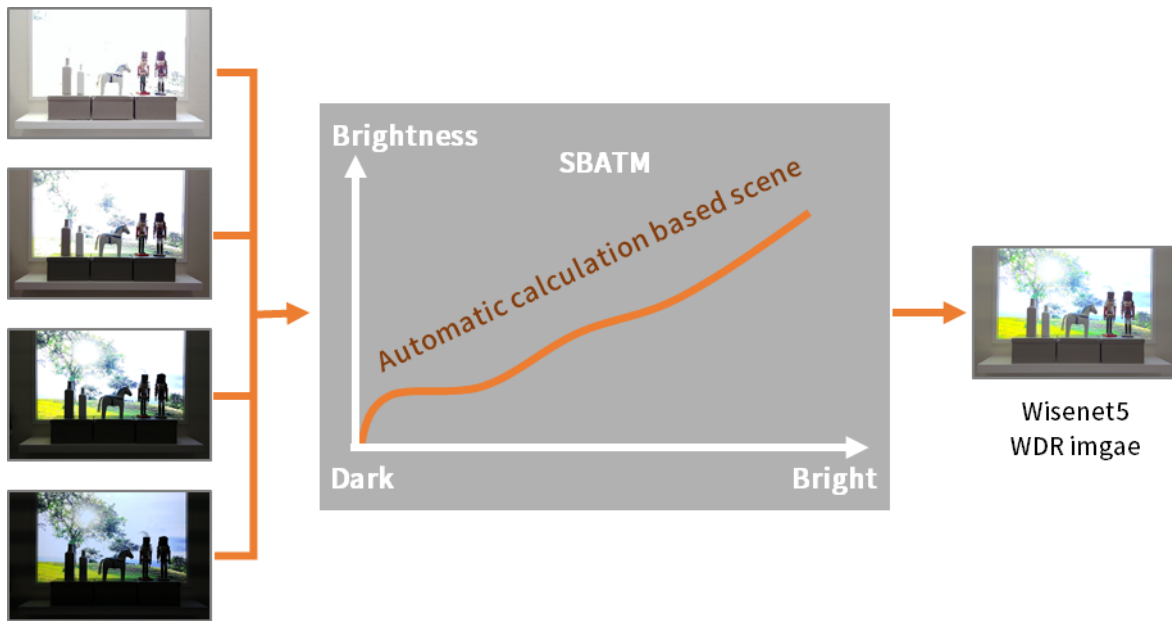 Brightness
SBATM
Automatic calculation based scene
Dark
Bright
Wisenet5
WDR imgae